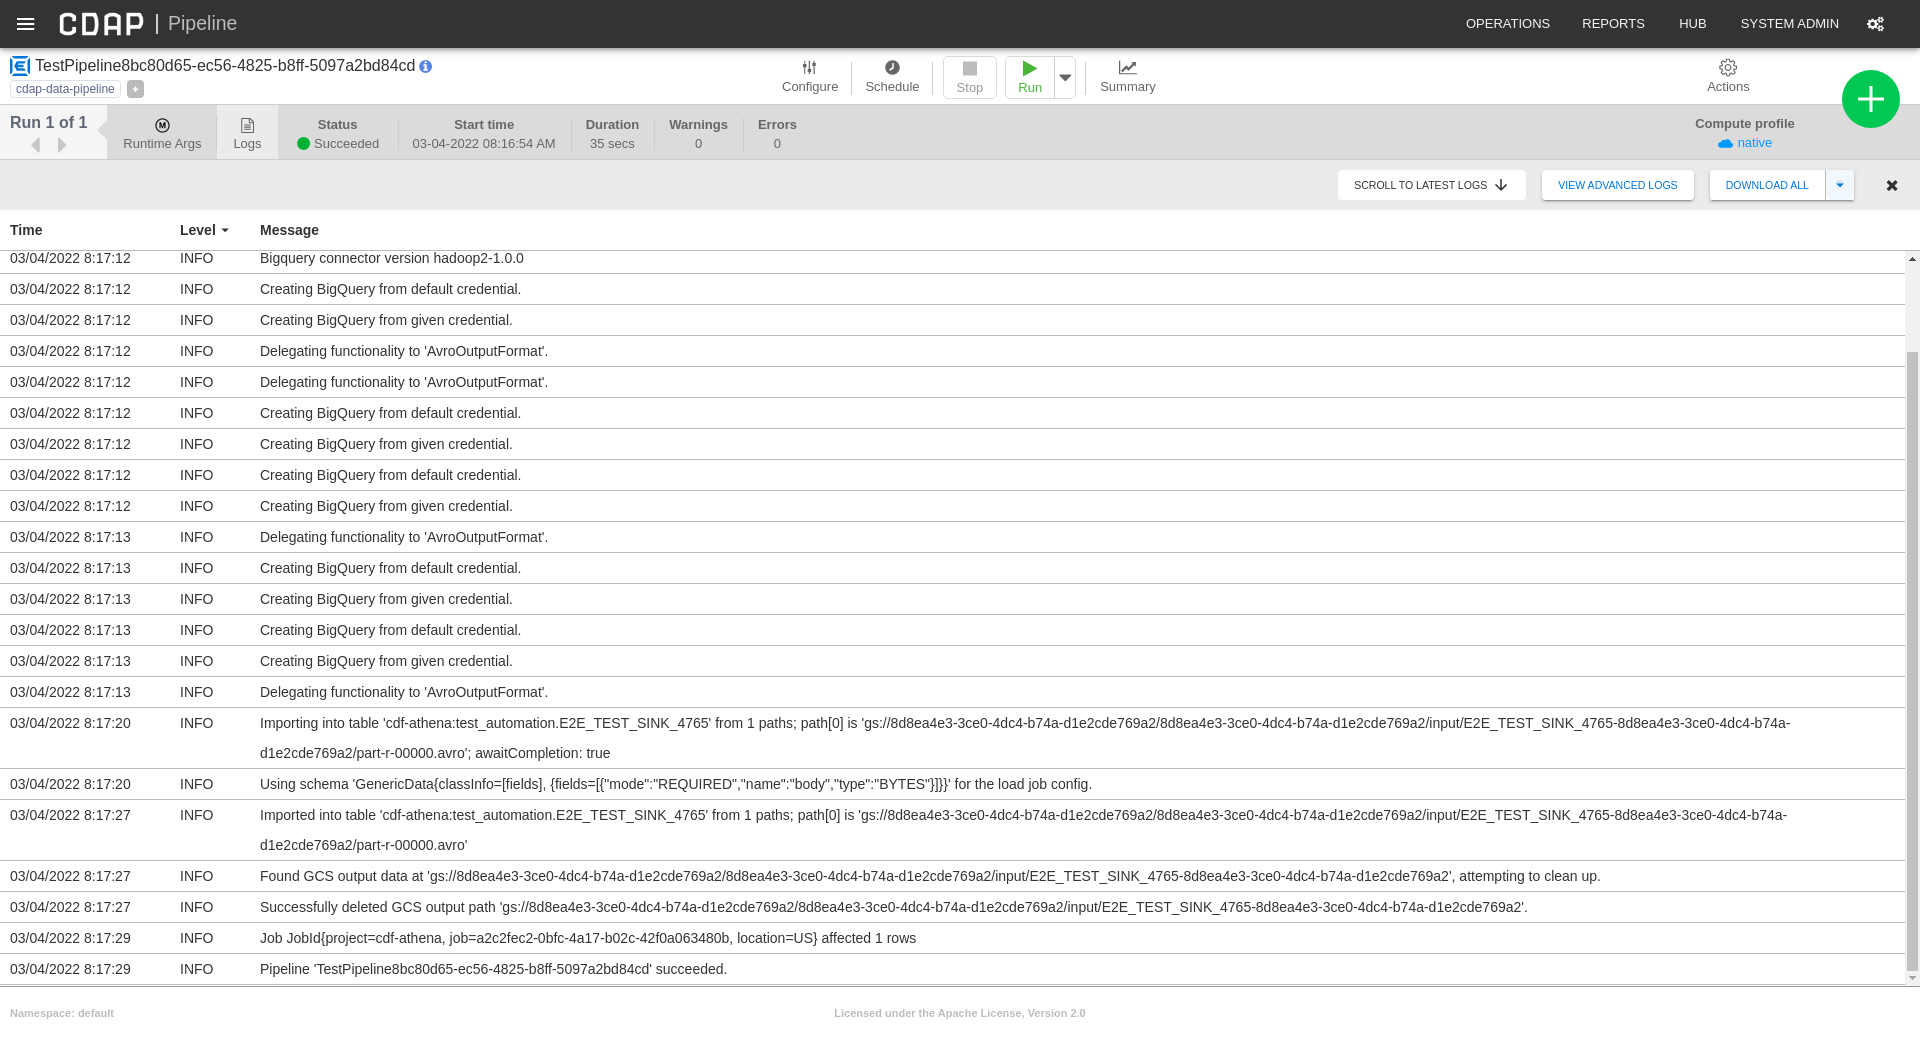 CDAP | Pipeline
OPERATIONS REPORTS HUB SYSTEM ADMIN
TestPipeline8bc80d65-ec56-4825-b8ff-5097a2bd84cd
cdap-data-pipeline +
Configure Schedule Stop Run Summary Actions
Run 1 of 1
Runtime Args Logs
Status Start time Duration Warnings Errors Compute profile
Succeeded 03-04-2022 08:16:54 AM 35 secs 0 0 native
SCROLL TO LATEST LOGS VIEW ADVANCED LOGS DOWNLOAD ALL
Time Level Message
03/04/2022 8:17:12 INFO Bigquery connector version hadoop2-1.0.0
03/04/2022 8:17:12 INFO Creating BigQuery from default credential.
03/04/2022 8:17:12 INFO Creating BigQuery from given credential.
03/04/2022 8:17:12 INFO Delegating functionality to 'AvroOutputFormat'.
03/04/2022 8:17:12 INFO Delegating functionality to 'AvroOutputFormat'.
03/04/2022 8:17:12 INFO Creating BigQuery from default credential.
03/04/2022 8:17:12 INFO Creating BigQuery from given credential.
03/04/2022 8:17:12 INFO Creating BigQuery from default credential.
03/04/2022 8:17:12 INFO Creating BigQuery from given credential.
03/04/2022 8:17:13 INFO Delegating functionality to 'AvroOutputFormat'.
03/04/2022 8:17:13 INFO Creating BigQuery from default credential.
03/04/2022 8:17:13 INFO Creating BigQuery from given credential.
03/04/2022 8:17:13 INFO Creating BigQuery from default credential.
03/04/2022 8:17:13 INFO Creating BigQuery from given credential.
03/04/2022 8:17:13 INFO Delegating functionality to 'AvroOutputFormat'.
03/04/2022 8:17:20 INFO Importing into table 'cdf-athena:test_automation.E2E_TEST_SINK_4765' from 1 paths; path[0] is 'gs://8d8ea4e3-3ce0-4dc4-b74a-d1e2cde769a2/8d8ea4e3-3ce0-4dc4-b74a-d1e2cde769a2/input/E2E_TEST_SINK_4765-8d8ea4e3-3ce0-4dc4-b74a-
d1e2cde769a2/part-r-00000.avro'; awaitCompletion: true
03/04/2022 8:17:20 INFO Using schema 'GenericData{classInfo=[fields], {fields=[{"mode":"REQUIRED","name":"body","type":"BYTES"}]}}' for the load job config.
03/04/2022 8:17:27 INFO Imported into table 'cdf-athena:test_automation.E2E_TEST_SINK_4765' from 1 paths; path[0] is 'gs://8d8ea4e3-3ce0-4dc4-b74a-d1e2cde769a2/8d8ea4e3-3ce0-4dc4-b74a-d1e2cde769a2/input/E2E_TEST_SINK_4765-8d8ea4e3-3ce0-4dc4-b74a-
d1e2cde769a2/part-r-00000.avro'
03/04/2022 8:17:27 INFO Found GCS output data at 'gs://8d8ea4e3-3ce0-4dc4-b74a-d1e2cde769a2/8d8ea4e3-3ce0-4dc4-b74a-d1e2cde769a2/input/E2E_TEST_SINK_4765-8d8ea4e3-3ce0-4dc4-b74a-d1e2cde769a2', attempting to clean up.
03/04/2022 8:17:27 INFO Successfully deleted GCS output path 'gs://8d8ea4e3-3ce0-4dc4-b74a-d1e2cde769a2/8d8ea4e3-3ce0-4dc4-b74a-d1e2cde769a2/input/E2E_TEST_SINK_4765-8d8ea4e3-3ce0-4dc4-b74a-d1e2cde769a2'.
03/04/2022 8:17:29 INFO Job JobId{project=cdf-athena, job=a2c2fec2-0bfc-4a17-b02c-42f0a063480b, location=US} affected 1 rows
03/04/2022 8:17:29 INFO Pipeline 'TestPipeline8bc80d65-ec56-4825-b8ff-5097a2bd84cd' succeeded.
Namespace: default Licensed under the Apache License, Version 2.0